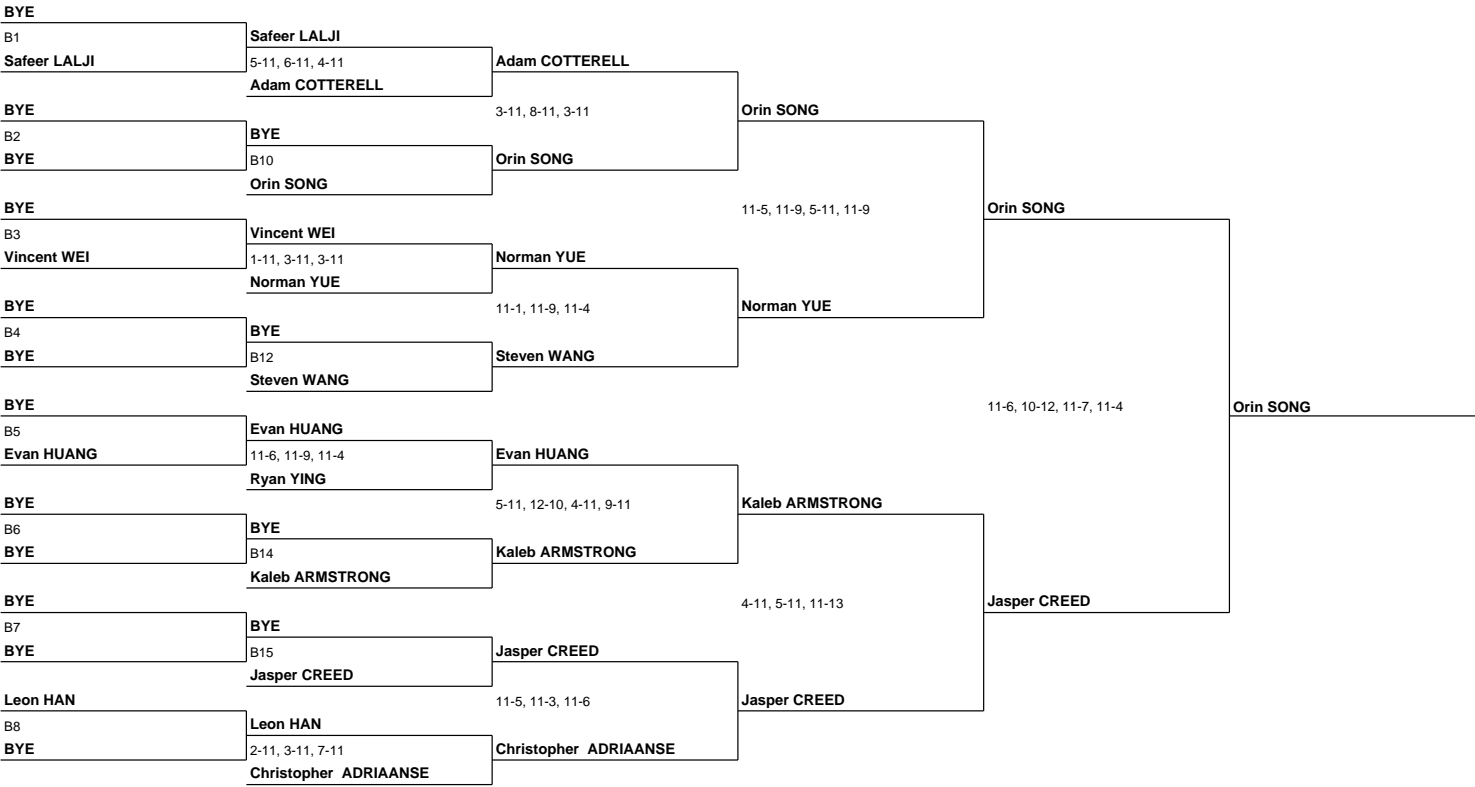 BYE
B1
Safeer LALJI
BYE
B2
BYE
BYE
B3
Vincent WEI
BYE
B4
BYE
BYE
B5
Evan HUANG
BYE
B6
BYE
BYE
B7
BYE
Leon HAN
B8
BYE
Safeer LALJI
5-11, 6-11, 4-11
Adam COTTERELL
BYE
B10
Orin SONG
Vincent WEI
1-11, 3-11, 3-11
Norman YUE
BYE
B12
Steven WANG
Evan HUANG
11-6, 11-9, 11-4
Ryan YING
BYE
B14
Kaleb ARMSTRONG
BYE
B15
Jasper CREED
Leon HAN
2-11, 3-11, 7-11
Christopher ADRIAANSE
Adam COTTERELL
3-11, 8-11, 3-11
Orin SONG
Norman YUE
11-1, 11-9, 11-4
Steven WANG
Evan HUANG
5-11, 12-10, 4-11, 9-11
Kaleb ARMSTRONG
Jasper CREED
11-5, 11-3, 11-6
Christopher ADRIAANSE
Orin SONG
11-5, 11-9, 5-11, 11-9
Norman YUE
Kaleb ARMSTRONG
4-11, 5-11, 11-13
Jasper CREED
Orin SONG
11-6, 10-12, 11-7, 11-4
Jasper CREED
Orin SONG